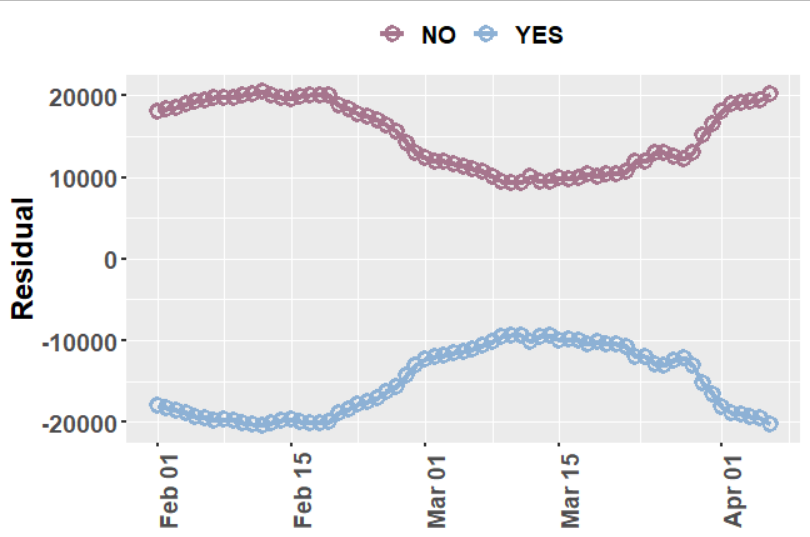 NO YES
20000
10000
0
-10000
-20000
Residual
Feb 01
Feb 15
Mar 01
Mar 15
Apr 01